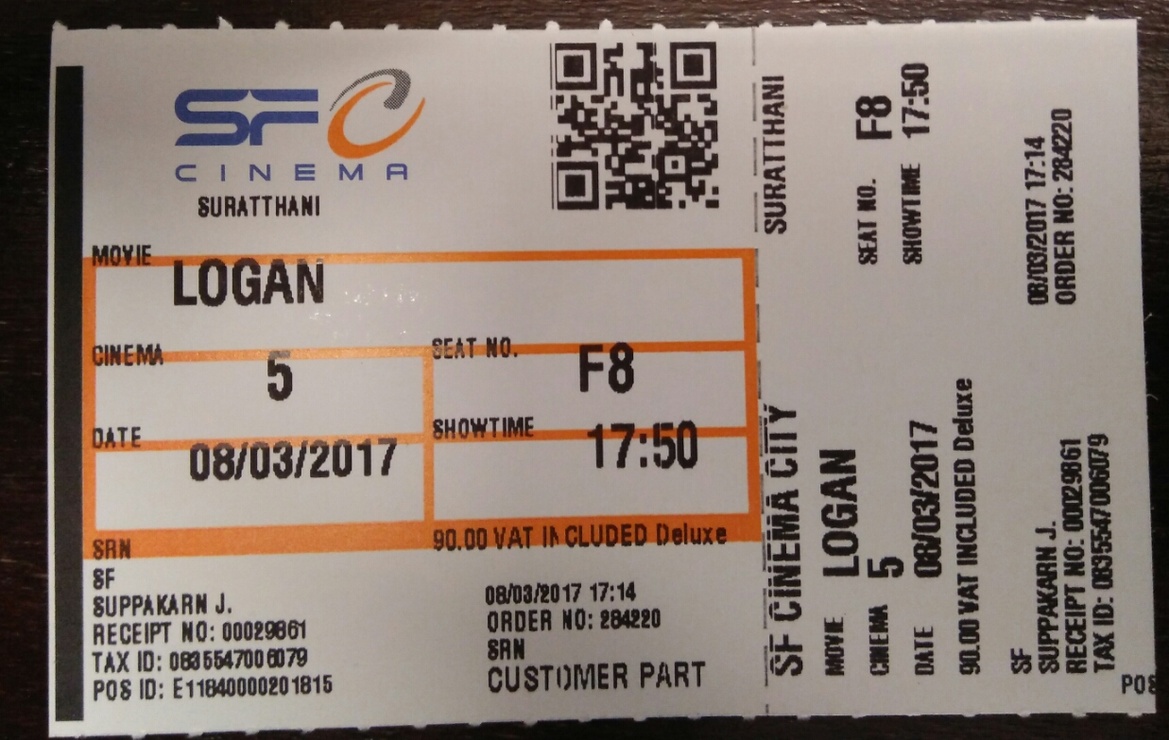 SFC
CINEMA
SURATTHANI
MOVIE
LOGAN
CINEMA
5
SEAT NO.
F8
DATE
08/03/2017
SHOWTIME
17:50
SRN
90.00 VAT INCLUDED Deluxe
SF
SUPPAKARN J.
RECEIPT NO: 00029861
TAX ID: 0835547006079
POS ID: E11840000201815
08/03/2017 17:14
ORDER NO: 284220
SRN
CUSTOMER PART
SF CINEMA CITY SURATTHANI
MOVIE LOGAN
CINEMA 5 SEAT NO. F8
DATE 08/03/2017 SHOWTIME 17:50
90.00 VAT INCLUDED Deluxe
SF 08/03/2017 17:14
SUPPAKARN J. ORDER NO: 284220
RECEIPT NO: 00029861
TAX ID: 0835547006079
POS